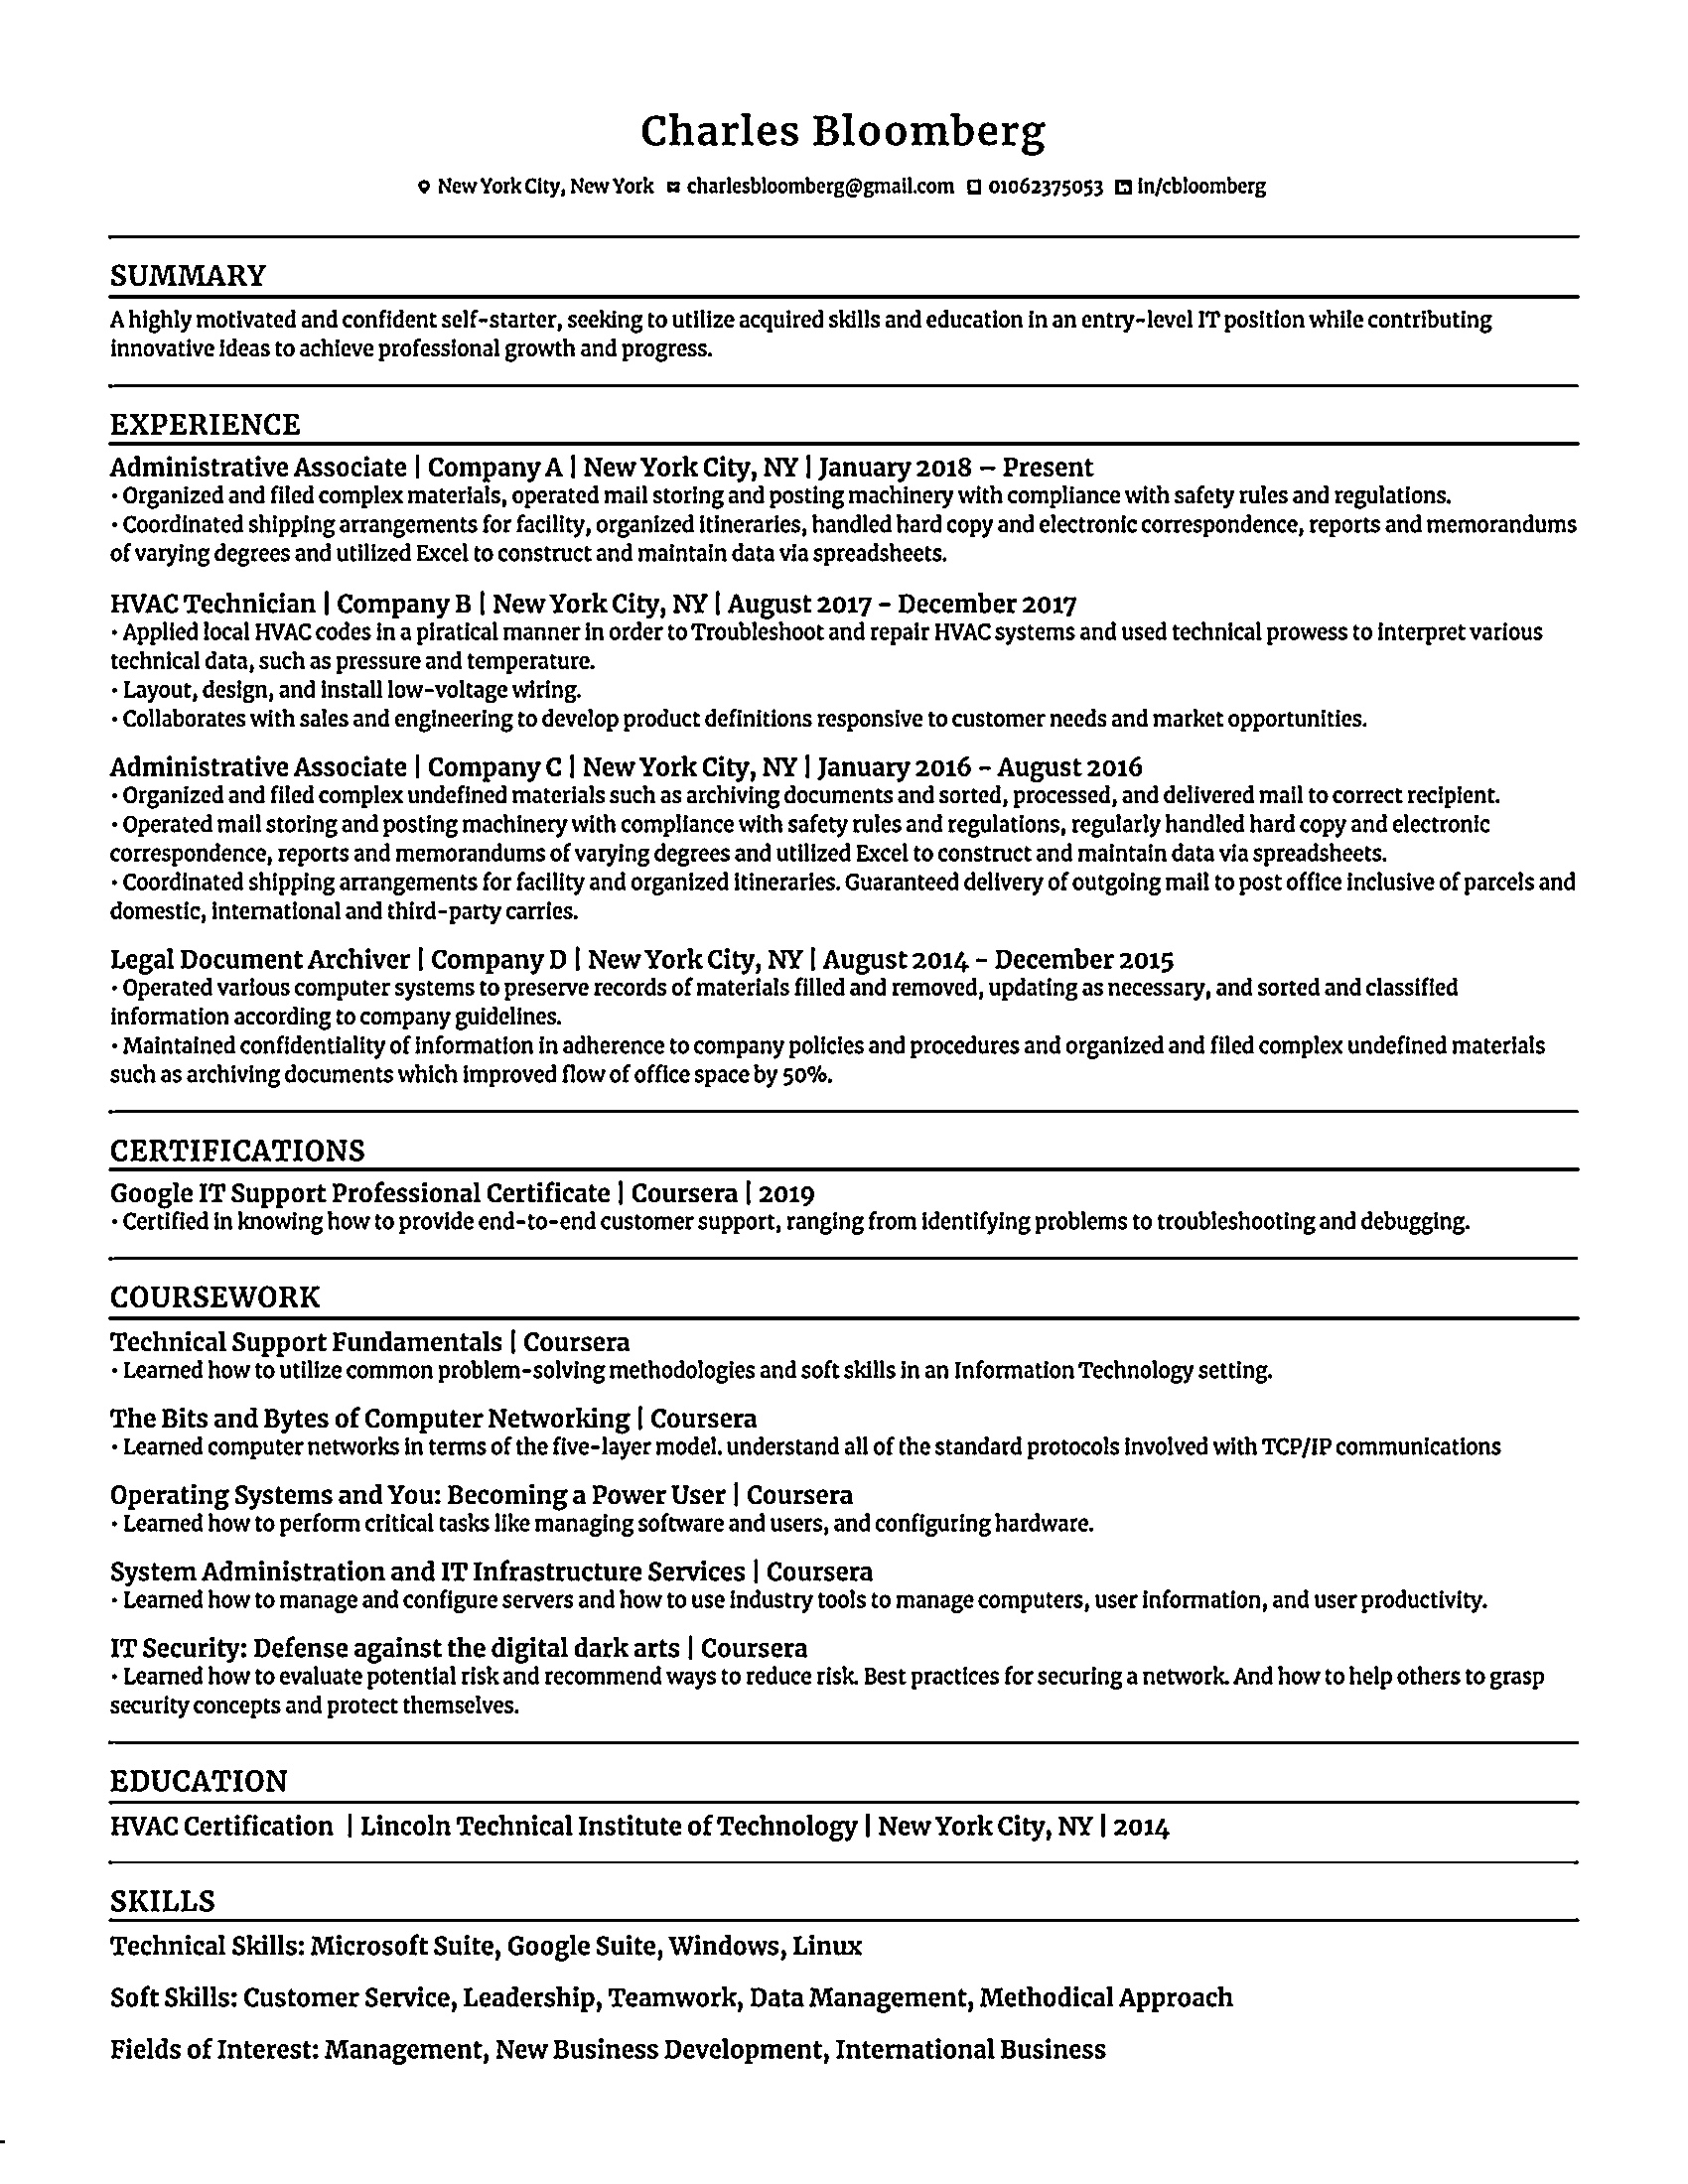 Charles Bloomberg
New York City, New York charlesbloomberg@gmail.com 01062375053 in/cbloomberg
SUMMARY
A highly motivated and confident self-starter, seeking to utilize acquired skills and education in an entry-level IT position while contributing
innovative ideas to achieve professional growth and progress.
EXPERIENCE
Administrative Associate | Company A | New York City, NY | January 2018 – Present
• Organized and filed complex materials, operated mail storing and posting machinery with compliance with safety rules and regulations.
• Coordinated shipping arrangements for facility, organized itineraries, handled hard copy and electronic correspondence, reports and memorandums
of varying degrees and utilized Excel to construct and maintain data via spreadsheets.
HVAC Technician | Company B | New York City, NY | August 2017 - December 2017
• Applied local HVAC codes in a piratical manner in order to Troubleshoot and repair HVAC systems and used technical prowess to interpret various
technical data, such as pressure and temperature.
• Layout, design, and install low-voltage wiring.
• Collaborates with sales and engineering to develop product definitions responsive to customer needs and market opportunities.
Administrative Associate | Company C | New York City, NY | January 2016 - August 2016
• Organized and filed complex undefined materials such as archiving documents and sorted, processed, and delivered mail to correct recipient.
• Operated mail storing and posting machinery with compliance with safety rules and regulations, regularly handled hard copy and electronic
correspondence, reports and memorandums of varying degrees and utilized Excel to construct and maintain data via spreadsheets.
• Coordinated shipping arrangements for facility and organized itineraries. Guaranteed delivery of outgoing mail to post office inclusive of parcels and
domestic, international and third-party carries.
Legal Document Archiver | Company D | New York City, NY | August 2014 - December 2015
• Operated various computer systems to preserve records of materials filled and removed, updating as necessary, and sorted and classified
information according to company guidelines.
• Maintained confidentiality of information in adherence to company policies and procedures and organized and filed complex undefined materials
such as archiving documents which improved flow of office space by 50%.
CERTIFICATIONS
Google IT Support Professional Certificate | Coursera | 2019
• Certified in knowing how to provide end-to-end customer support, ranging from identifying problems to troubleshooting and debugging.
COURSEWORK
Technical Support Fundamentals | Coursera
• Learned how to utilize common problem-solving methodologies and soft skills in an Information Technology setting.
The Bits and Bytes of Computer Networking | Coursera
• Learned computer networks in terms of the five-layer model. understand all of the standard protocols involved with TCP/IP communications
Operating Systems and You: Becoming a Power User | Coursera
• Learned how to perform critical tasks like managing software and users, and configuring hardware.
System Administration and IT Infrastructure Services | Coursera
• Learned how to manage and configure servers and how to use industry tools to manage computers, user information, and user productivity.
IT Security: Defense against the digital dark arts | Coursera
• Learned how to evaluate potential risk and recommend ways to reduce risk. Best practices for securing a network. And how to help others to grasp
security concepts and protect themselves.
EDUCATION
HVAC Certification | Lincoln Technical Institute of Technology | New York City, NY | 2014
SKILLS
Technical Skills: Microsoft Suite, Google Suite, Windows, Linux
Soft Skills: Customer Service, Leadership, Teamwork, Data Management, Methodical Approach
Fields of Interest: Management, New Business Development, International Business